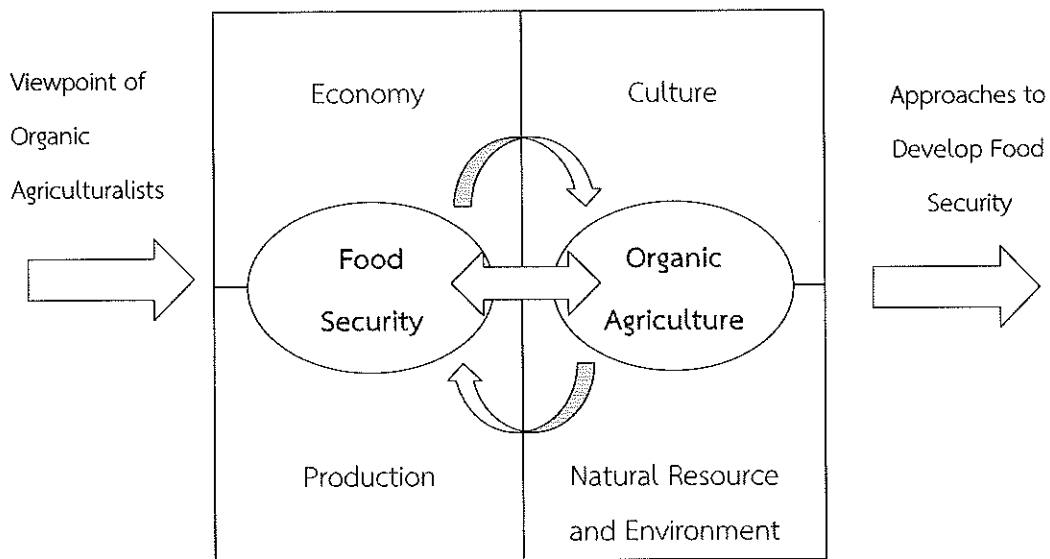 Viewpoint of
Organic
Agriculturalists
Economy
Culture
Approaches to
Develop Food
Security
Food
Security
Organic
Agriculture
Production
Natural Resource
and Environment